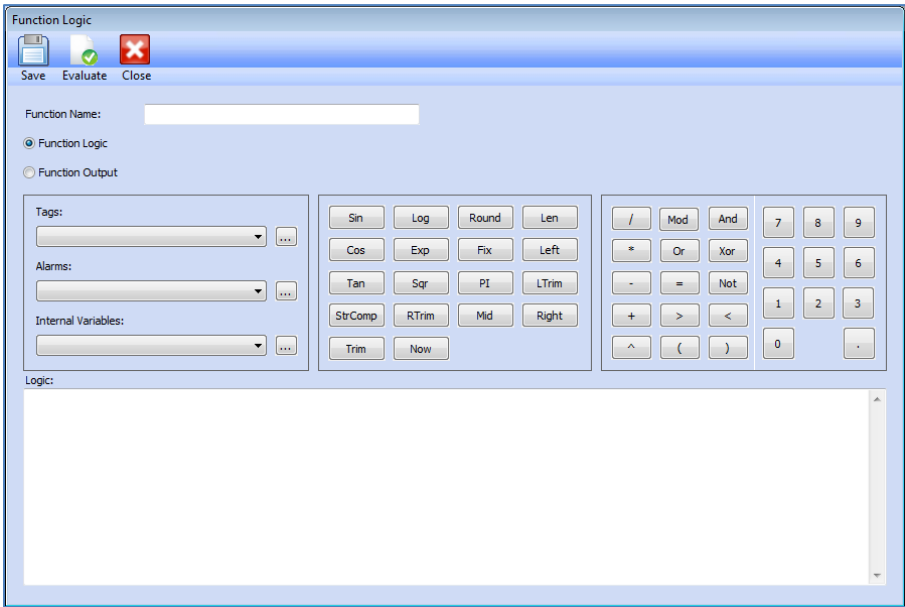 Function Logic
Save Evaluate Close
Function Name:
Function Logic
Function Output
Tags:
...
Alarms:
...
Internal Variables:
...
Sin Log Round Len
Cos Exp Fix Left
Tan Sqr PI LTrim
StrComp RTrim Mid Right
Trim Now
/ Mod And
* Or Xor
- = Not
+ > <
^ ( )
7 8 9
4 5 6
1 2 3
0 .
Logic: